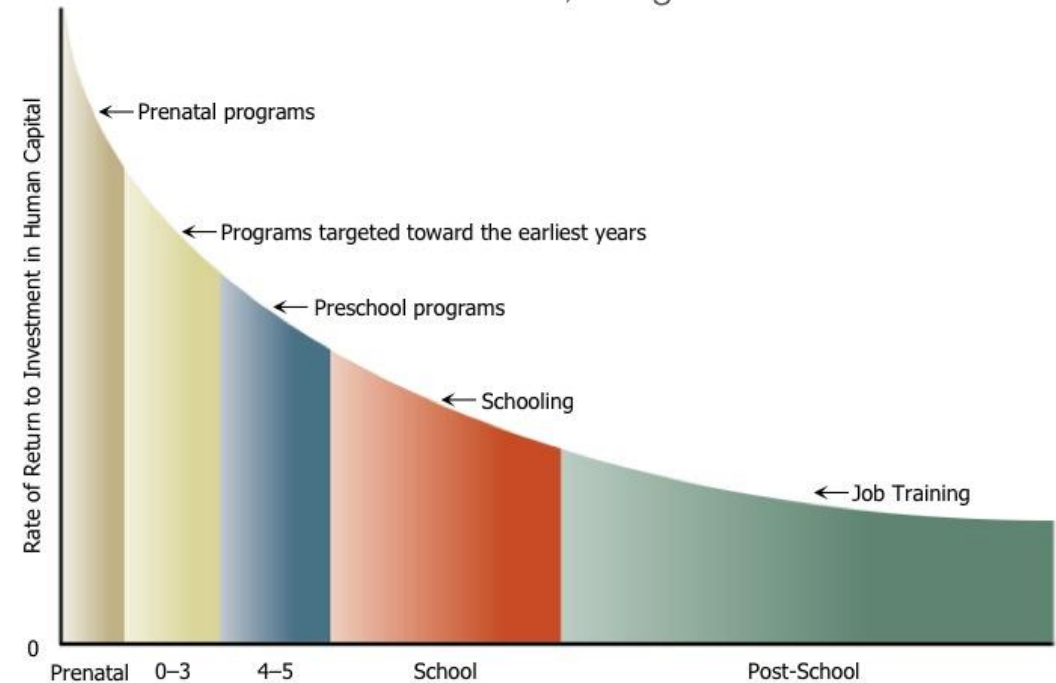 Prenatal programs
Programs targeted toward the earliest years
Preschool programs
Schooling
Job Training
Rate of Return to Investment in Human Capital
0
Prenatal 0–3 4–5 School Post-School